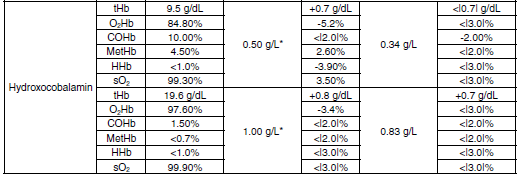 tHb 9.5 g/dL +0.7 g/dL <|0.7| g/dL
O₂Hb 84.80% -5.2% <|3.0|%
COHb 10.00% <|2.0|% -2.00%
MetHb 4.50% 0.50 g/L* 2.60% 0.34 g/L <|3.0|%
HHb <1.0% -3.90% <|3.0|%
sO₂ 99.30% 3.50% <|3.0|%
Hydroxocobalamin
tHb 19.6 g/dL +0.8 g/dL +0.7 g/dL
O₂Hb 97.60% -3.4% <|3.0|%
COHb 1.50% <|2.0|% <|2.0|%
MetHb <0.7% 1.00 g/L* <|2.0|% 0.83 g/L <|2.0|%
HHb <1.0% <|3.0|% <|3.0|%
sO₂ 99.90% <|3.0|% <|3.0|%